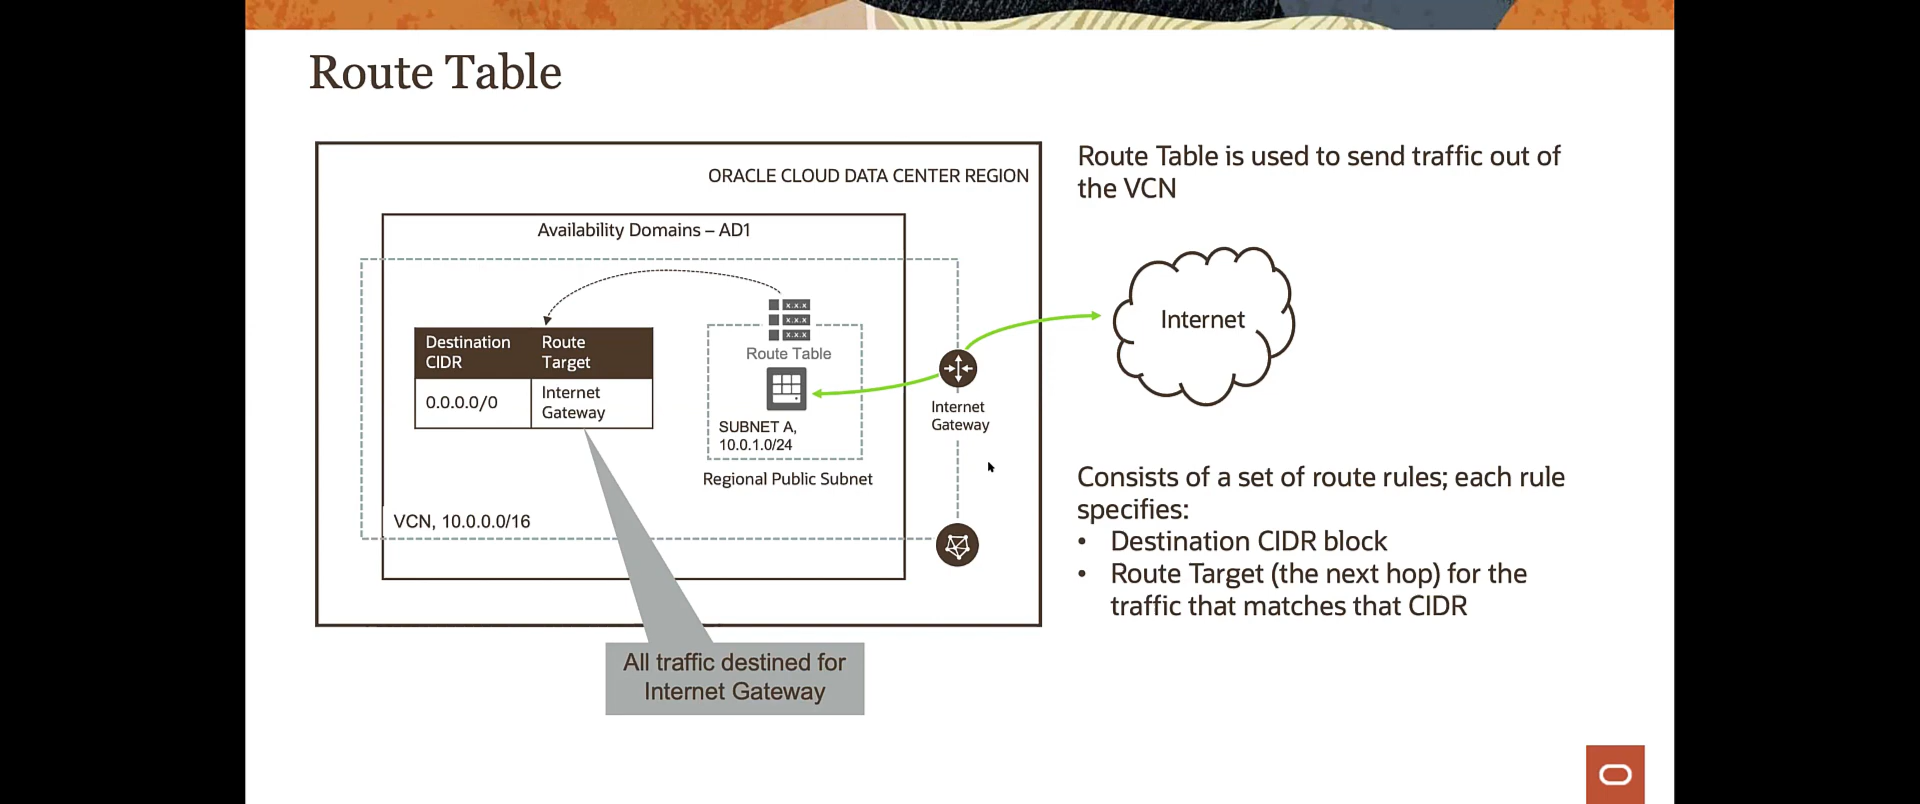 Route Table
ORACLE CLOUD DATA CENTER REGION
Availability Domains – AD1
Destination
CIDR
Route
Target
0.0.0.0/0
Internet
Gateway
x.x.x
x.x.x
x.x.x
Route Table
SUBNET A,
10.0.1.0/24
Regional Public Subnet
VCN, 10.0.0.0/16
Internet
Gateway
All traffic destined for
Internet Gateway
Route Table is used to send traffic out of
the VCN
Internet
Consists of a set of route rules; each rule
specifies:
• Destination CIDR block
• Route Target (the next hop) for the
traffic that matches that CIDR